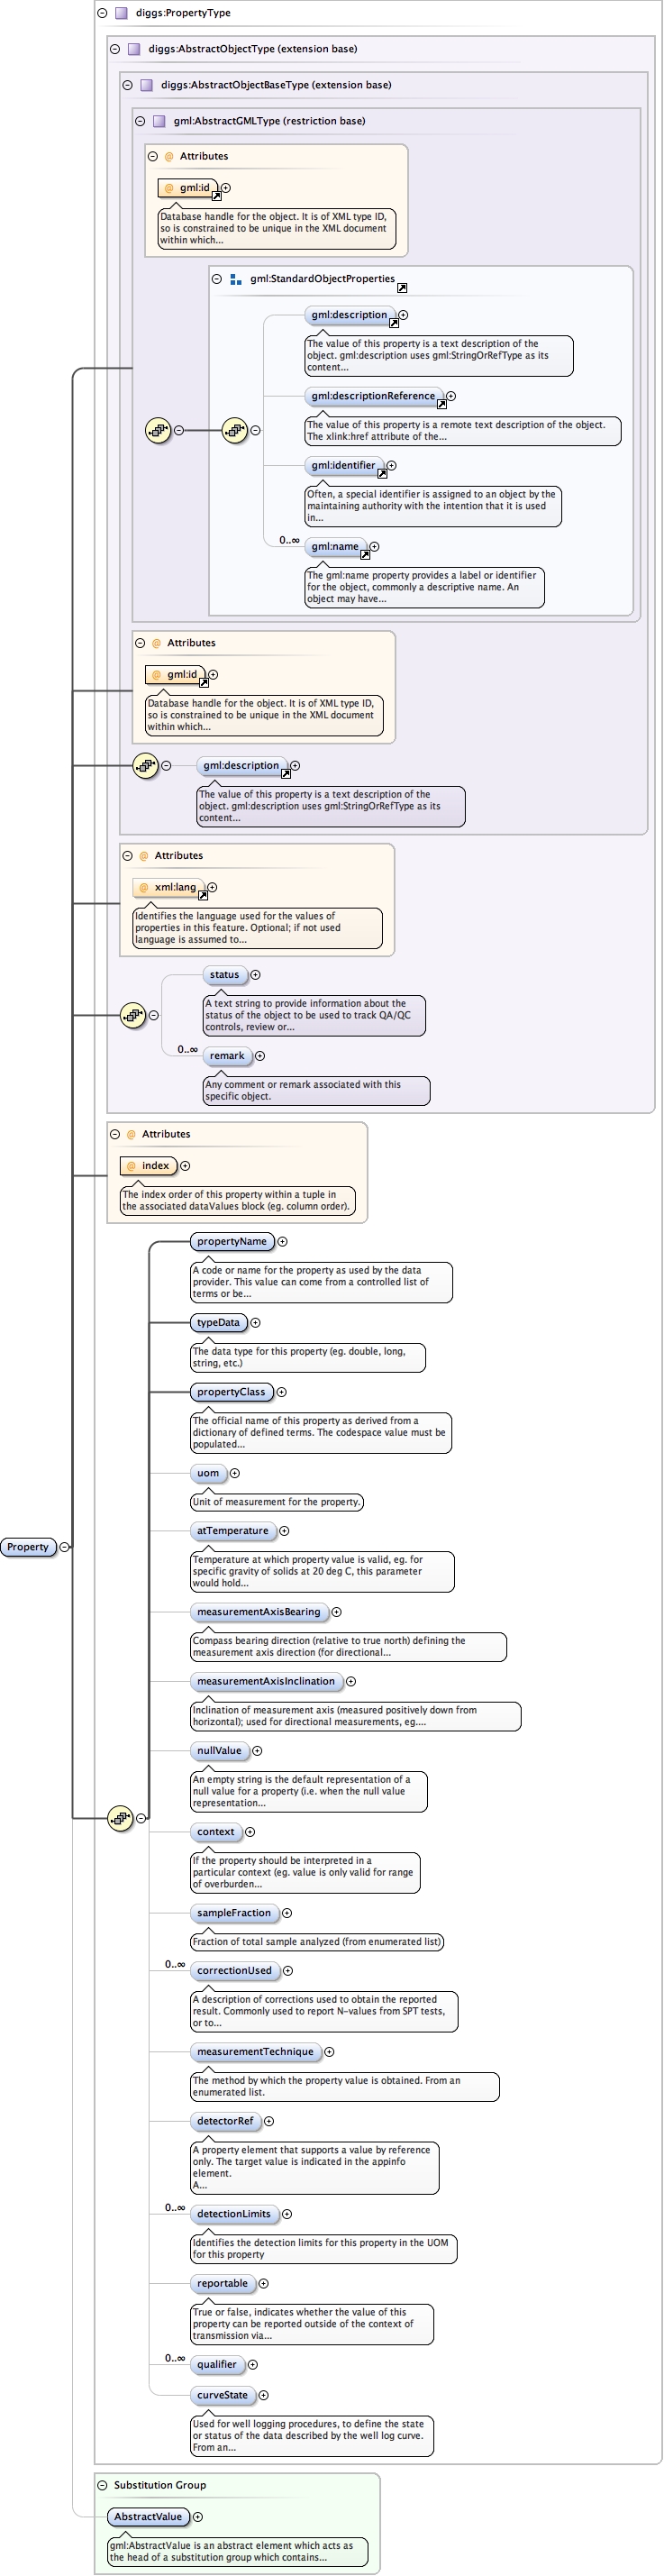 diggs:PropertyType
diggs:AbstractObjectType (extension base)
diggs:AbstractObjectBaseType (extension base)
gml:AbstractGMLType (restriction base)
@ Attributes
@ gml:id
Database handle for the object. It is of XML type ID,
so is constrained to be unique in the XML document
within which...
gml:StandardObjectProperties
gml:description
The value of this property is a text description of the
object. gml:description uses gml:StringOrRefType as its
content...
gml:descriptionReference
The value of this property is a remote text description of the object.
The xlink:href attribute of the...
gml:identifier
Often, a special identifier is assigned to an object by the
maintaining authority with the intention that it is used
in...
0..∞
gml:name
The gml:name property provides a label or identifier
for the object, commonly a descriptive name. An
object may have...
@ Attributes
@ gml:id
Database handle for the object. It is of XML type ID,
so is constrained to be unique in the XML document
within which...
gml:description
The value of this property is a text description of the
object. gml:description uses gml:StringOrRefType as its
content...
@ Attributes
@ xml:lang
Identifies the language used for the values of
properties in this feature. Optional; if not used
language is assumed to...
status
A text string to provide information about the
status of the object to be used to track QA/QC
controls, review or...
0..∞
remark
Any comment or remark associated with this
specific object.
@ Attributes
@ index
The index order of this property within a tuple in
the associated dataValues block (eg. column order).
propertyName
A code or name for the property as used by the data
provider. This value can come from a controlled list of
terms or be...
typeData
The data type for this property (eg. double, long,
string, etc.)
propertyClass
The official name of this property as derived from a
dictionary of defined terms. The codespace value must be
populated...
uom
Unit of measurement for the property.
Property
atTemperature
Temperature at which property value is valid, eg. for
specific gravity of solids at 20 deg C, this parameter
would hold...
measurementAxisBearing
Compass bearing direction (relative to true north) defining the
measurement axis direction (for directional...
measurementAxisInclination
Inclination of measurement axis (measured positively down from
horizontal); used for directional measurements, eg....
nullValue
An empty string is the default representation of a
null value for a property (i.e. when the null value
representation...
context
If the property should be interpreted in a
particular context (eg. value is only valid for range
of overburden...
sampleFraction
Fraction of total sample analyzed (from enumerated list)
0..∞
correctionUsed
A description of corrections used to obtain the reported
result. Commonly used to report N-values from SPT tests,
or to...
measurementTechnique
The method by which the property value is obtained. From an
enumerated list.
detectorRef
A property element that supports a value by reference
only. The target value is indicated in the appinfo
element.
A...
0..∞
detectionLimits
Identifies the detection limits for this property in the UOM
for this property
reportable
True or false, indicates whether the value of this
property can be reported outside of the context of
transmission via...
0..∞
qualifier
curveState
Used for well logging procedures, to define the state
or status of the data described by the well log curve.
From an...
Substitution Group
AbstractValue
gml:AbstractValue is an abstract element which acts as
the head of a substitution group which contains...